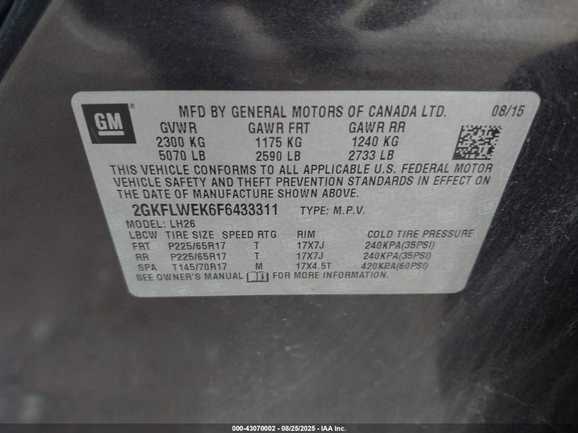 GM
MFD BY GENERAL MOTORS OF CANADA LTD. 08/15
GVWR GAWR FRT GAWR RR
2300 KG 1175 KG 1240 KG
5070 LB 2590 LB 2733 LB
THIS VEHICLE CONFORMS TO ALL APPLICABLE U.S. FEDERAL MOTOR
VEHICLE SAFETY AND THEFT PREVENTION STANDARDS IN EFFECT ON
THE DATE OF MANUFACTURE SHOWN ABOVE.
2GKFLWEK6F6433311 TYPE: M.P.V.
MODEL: LH26
LBCW TIRE SIZE SPEED RTG RIM COLD TIRE PRESSURE
FRT P225/65R17 T 17X7J 240KPA(35PSI)
RR P225/65R17 T 17X7J 240KPA(35PSI)
SPA T145/70R17 M 17X4.5T 420KPA(60PSI)
SEE OWNER'S MANUAL FOR MORE INFORMATION.
000-43070002 - 08/25/2025 - IAA Inc.